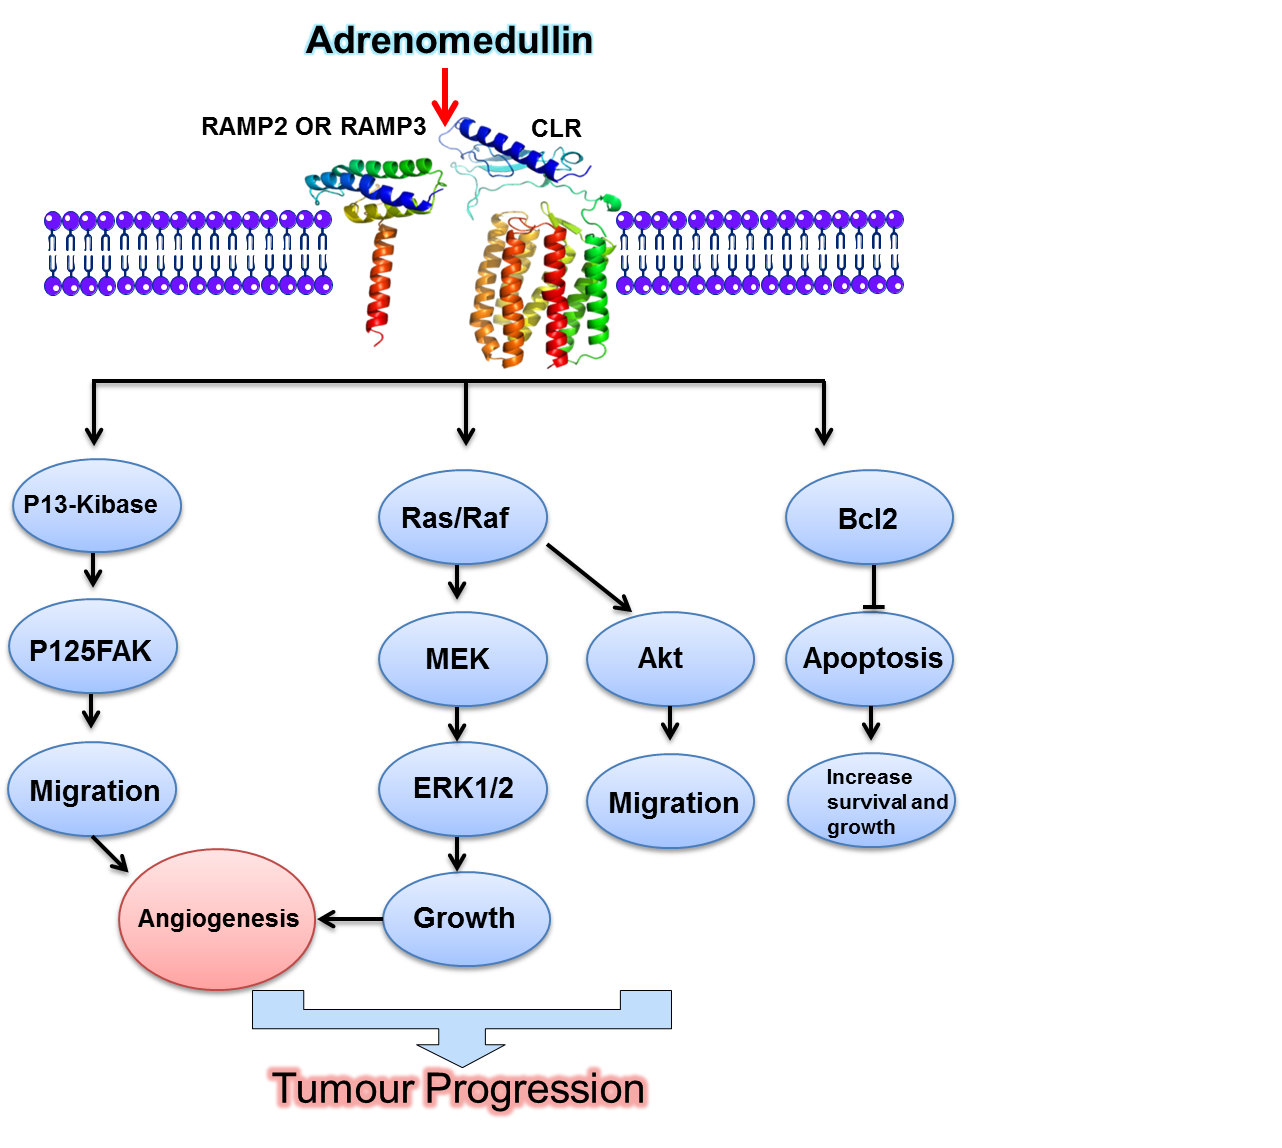 Adrenomedullin
RAMP2 OR RAMP3
CLR
P13-Kibase
Ras/Raf
Bcl2
P125FAK
MEK
Akt
Apoptosis
Migration
ERK1/2
Migration
Increase
survival and
growth
Angiogenesis
Growth
Tumour Progression